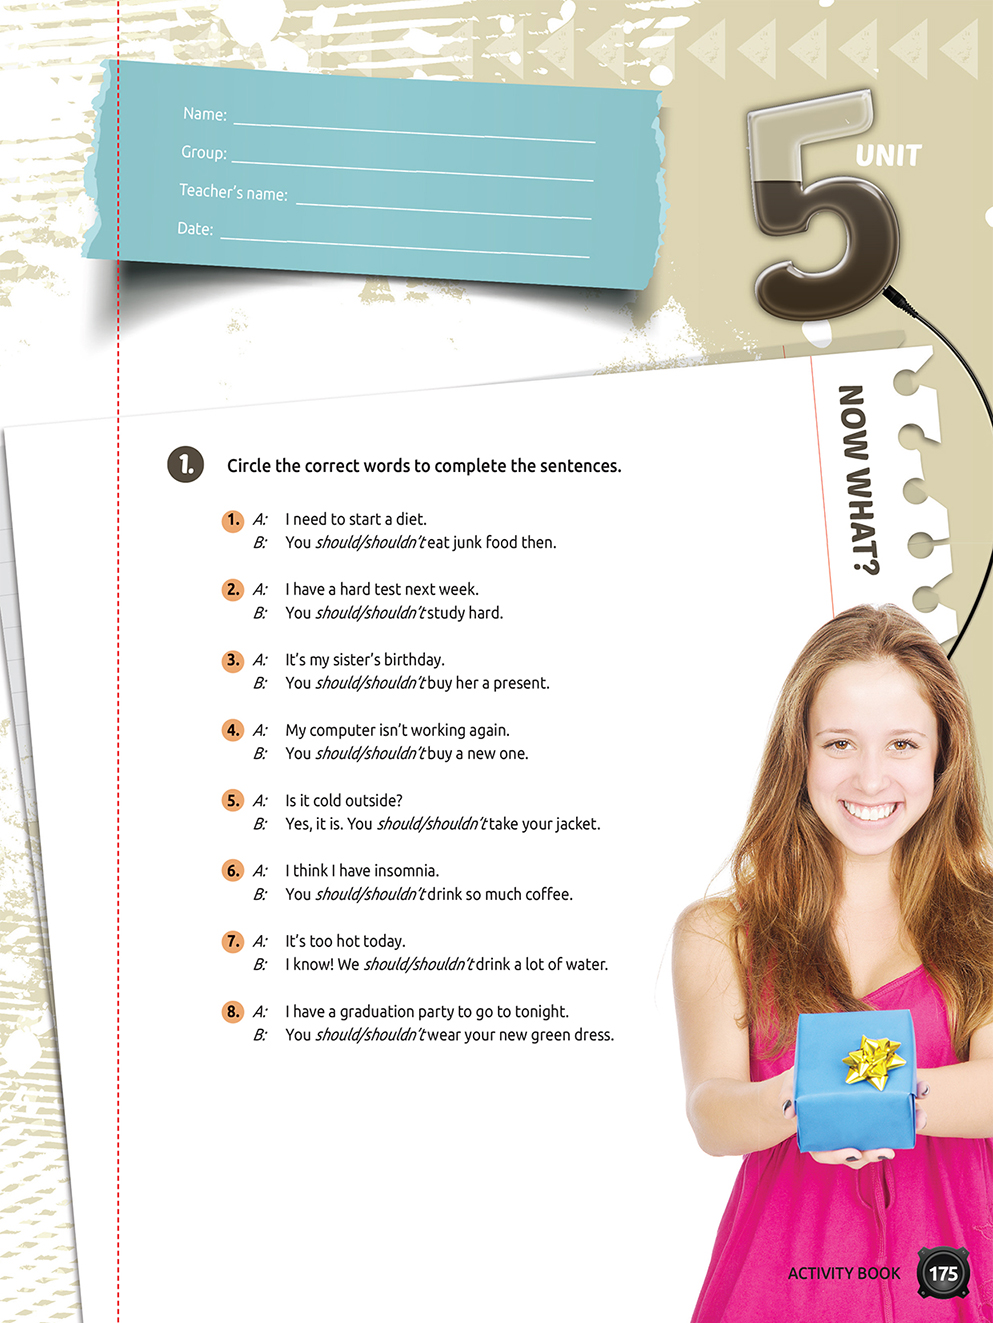 Name:
Group:
Teacher's name:
Date:
5
UNIT
NOW WHAT?
1. Circle the correct words to complete the sentences.
1. A: I need to start a diet.
B: You should/shouldn't eat junk food then.
2. A: I have a hard test next week.
B: You should/shouldn't study hard.
3. A: It's my sister's birthday.
B: You should/shouldn't buy her a present.
4. A: My computer isn't working again.
B: You should/shouldn't buy a new one.
5. A: Is it cold outside?
B: Yes, it is. You should/shouldn't take your jacket.
6. A: I think I have insomnia.
B: You should/shouldn't drink so much coffee.
7. A: It's too hot today.
B: I know! We should/shouldn't drink a lot of water.
8. A: I have a graduation party to go to tonight.
B: You should/shouldn't wear your new green dress.
ACTIVITY BOOK 175